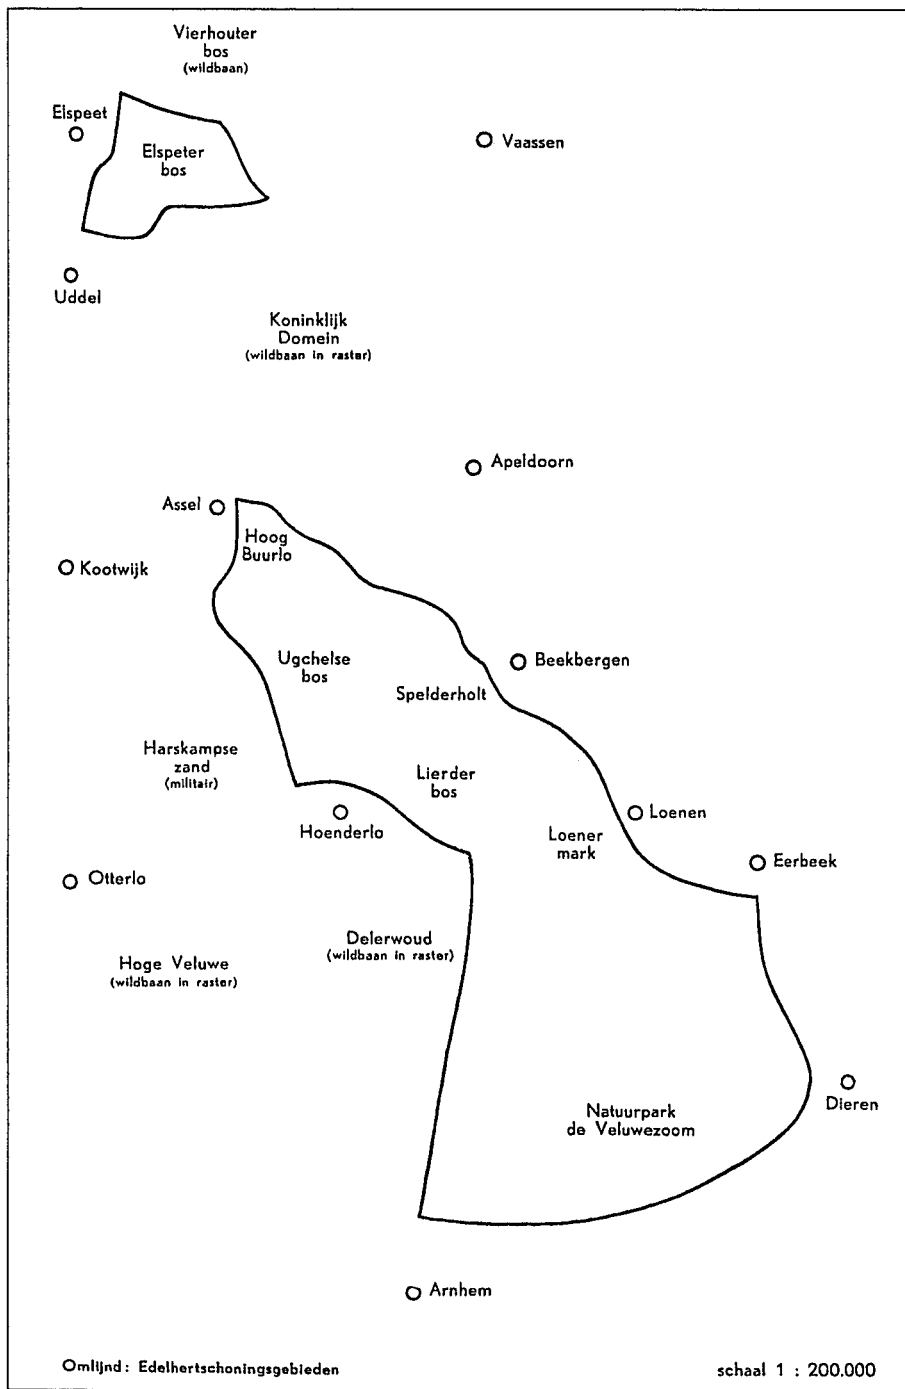 Vierhouter
bos
(wildbaan)
Elspeet
Elspeter
bos
Vaassen
Uddel
Koninklijk
Domein
(wildbaan in raster)
Apeldoorn
Assel
Hoog
Buurlo
Kootwijk
Ugchelse
bos
Beekbergen
Spelderholt
Harskampse
zand
(militair)
Lierder
bos
Hoenderlo
Loenen
Loener
mark
Eerbeek
Otterlo
Delerwoud
(wildbaan in raster)
Hoge Veluwe
(wildbaan in raster)
Dieren
Natuurpark
de Veluwezoom
Arnhem
Omlijnd : Edelhertschoningsgebieden
schaal 1 : 200.000